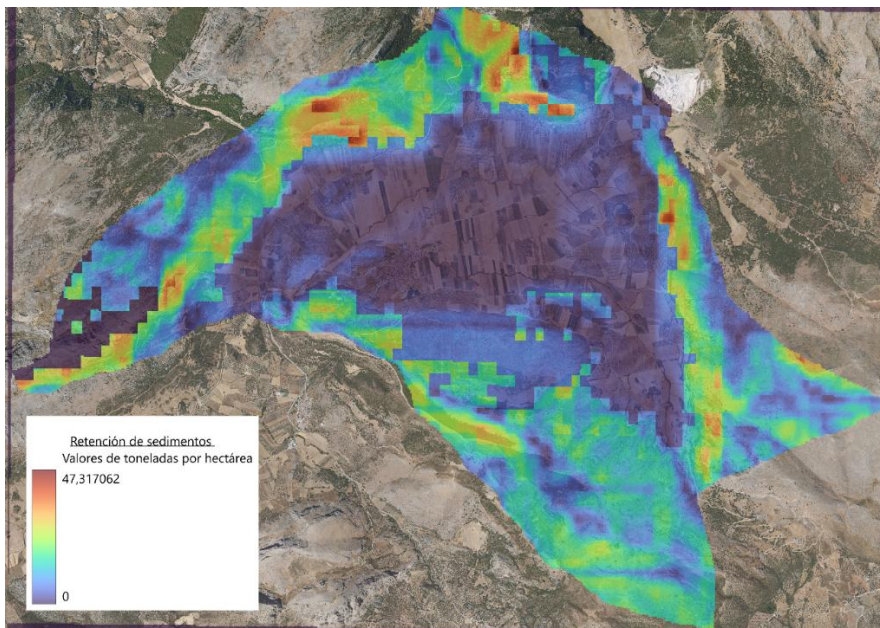 Retención de sedimentos
Valores de toneladas por hectárea
47,317062
0